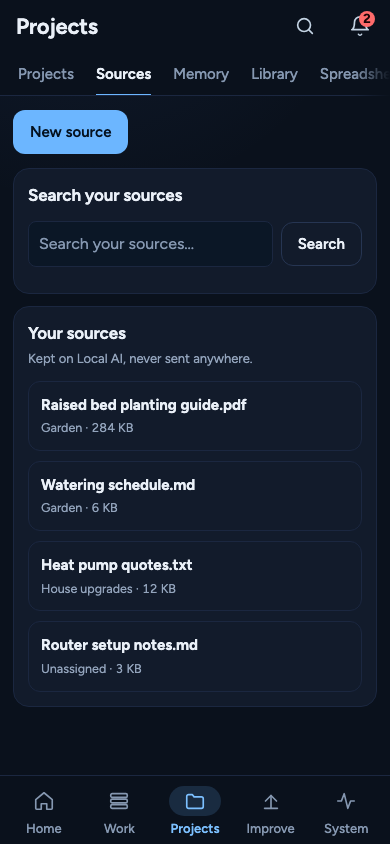 Projects
2
Projects Sources Memory Library Spreadshe
New source
Search your sources
Search your sources...
Search
Your sources
Kept on Local AI, never sent anywhere.
Raised bed planting guide.pdf
Garden · 284 KB
Watering schedule.md
Garden · 6 KB
Heat pump quotes.txt
House upgrades · 12 KB
Router setup notes.md
Unassigned · 3 KB
Home Work Projects Improve System